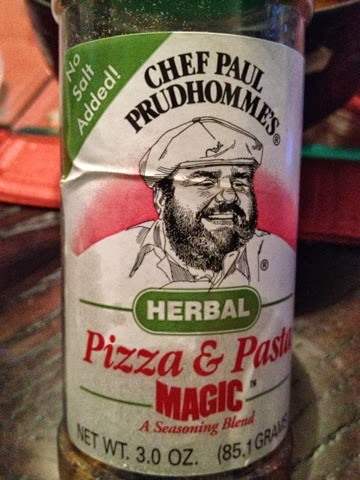 No
Salt
Added!
CHEF PAUL
PRUDHOMME'S®
®
HERBAL
Pizza & Pasta
MAGIC™
A Seasoning Blend
NET WT. 3.0 OZ. (85.1 GRAMS